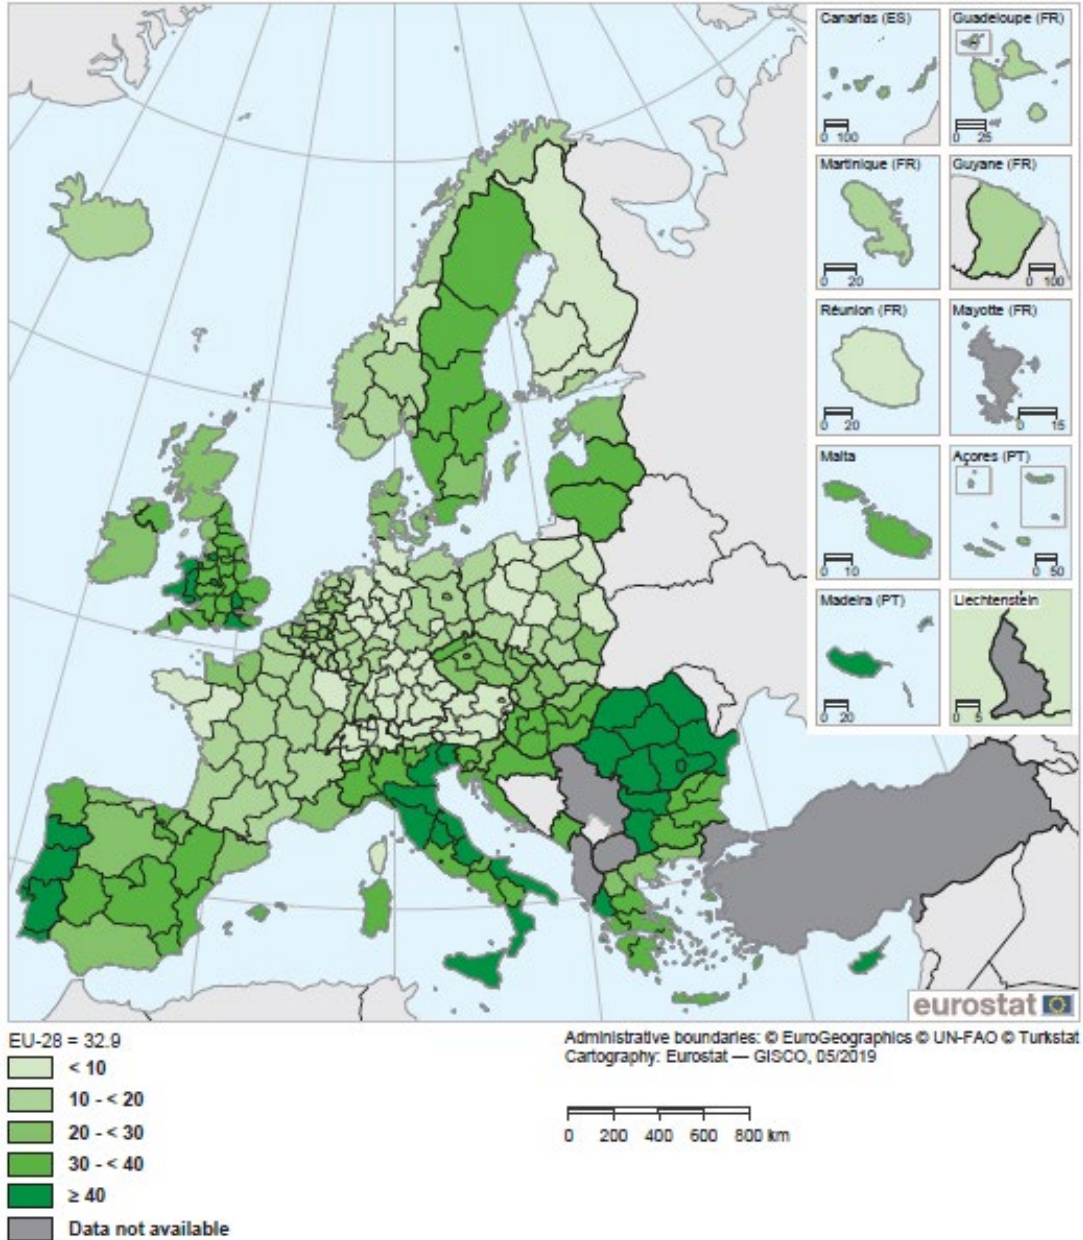 Canarias (ES)
0 100
Guadeloupe (FR)
0 25
Martinique (FR)
0 20
Guyane (FR)
0 100
Réunion (FR)
0 20
Mayotte (FR)
0 15
Malta
0 10
Açores (PT)
0 50
Madeira (PT)
0 20
Liechtenstein
0 5
eurostat
EU-28 = 32.9
< 10
10 - < 20
20 - < 30
30 - < 40
≥ 40
Data not available
Administrative boundaries: © EuroGeographics © UN-FAO © Turkstat
Cartography: Eurostat — GISCO, 05/2019
0 200 400 600 800 km